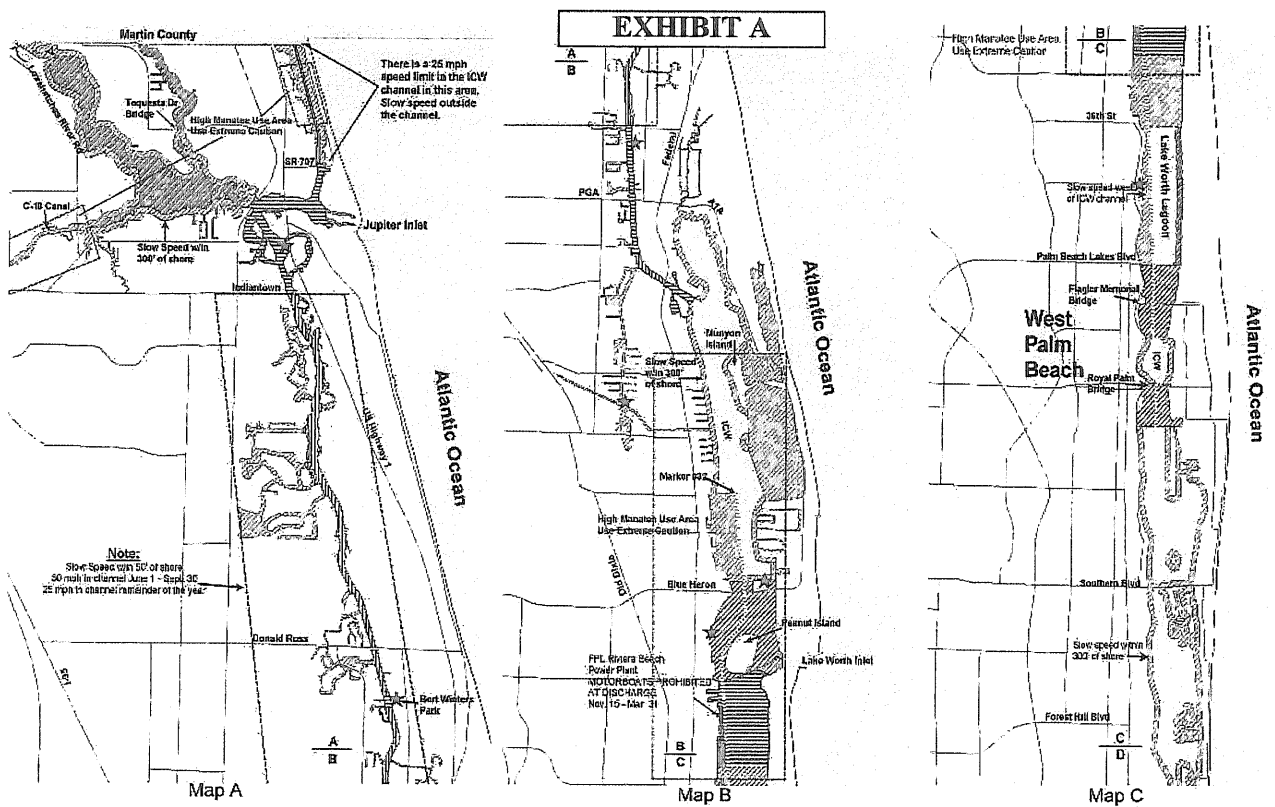 EXHIBIT A
Martin County
There is a 25 mph
speed limit in the ICW
channel in this area.
Slow speed outside
the channel.
Loxahatchee River Rd
Tequesta Dr
Bridge
High Manatee Use Area
Use Extreme Caution
SR 707
C-18 Canal
Jupiter Inlet
Slow Speed w/in
300' of shore
Indiantown
US Highway 1
Atlantic Ocean
Note:
Slow Speed w/in 50' of shore
30 mph in channel June 1 - Sept. 30
25 mph in channel remainder of the year
Donald Ross
I-95
Bert Winters
Park
A
B
Map A
A
B
Federal
PGA
A1A
Atlantic Ocean
Munyon
Island
Slow Speed
w/in 300'
of shore
ICW
Marker
High Manatee Use Area
Use Extreme Caution
Old Dixie
Blue Heron
Peanut Island
Lake Worth Inlet
FPL Riviera Beach
Power Plant
MOTORBOATS PROHIBITED
AT DISCHARGE
Nov. 15 - Mar 31
B
C
Map B
High Manatee Use Area
Use Extreme Caution
B
C
36th St
Lake Worth Lagoon
Slow speed west
of ICW channel
Palm Beach Lakes Blvd
Flagler Memorial
Bridge
West
Palm
Beach
ICW
Royal Palm
Bridge
Atlantic Ocean
Southern Blvd
Slow speed within
300' of shore
Forest Hill Blvd
C
D
Map C